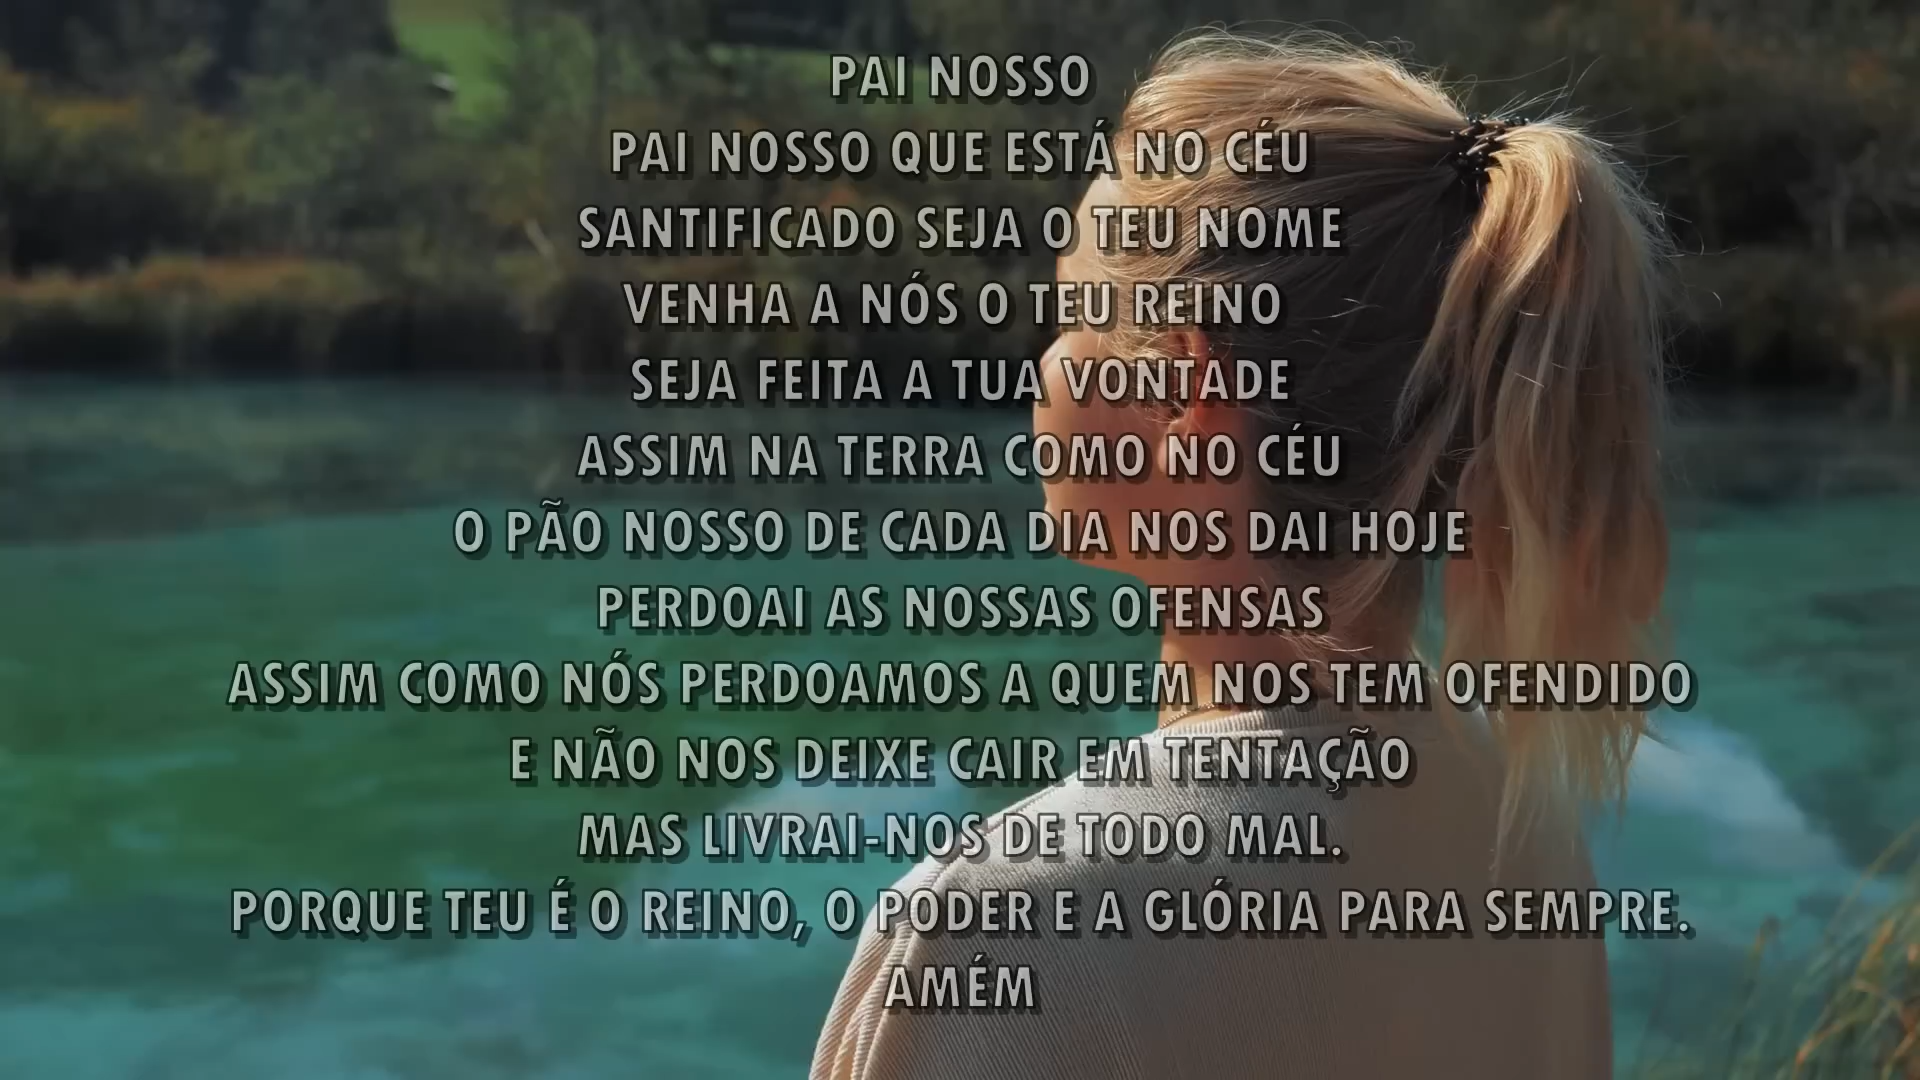 PAI NOSSO
PAI NOSSO QUE ESTÁ NO CÉU
SANTIFICADO SEJA O TEU NOME
VENHA A NÓS O TEU REINO
SEJA FEITA A TUA VONTADE
ASSIM NA TERRA COMO NO CÉU
O PÃO NOSSO DE CADA DIA NOS DAI HOJE
PERDOAI AS NOSSAS OFENSAS
ASSIM COMO NÓS PERDOAMOS A QUEM NOS TEM OFENDIDO
E NÃO NOS DEIXE CAIR EM TENTAÇÃO
MAS LIVRAI-NOS DE TODO MAL.
PORQUE TEU É O REINO, O PODER E A GLÓRIA PARA SEMPRE.
AMÉM